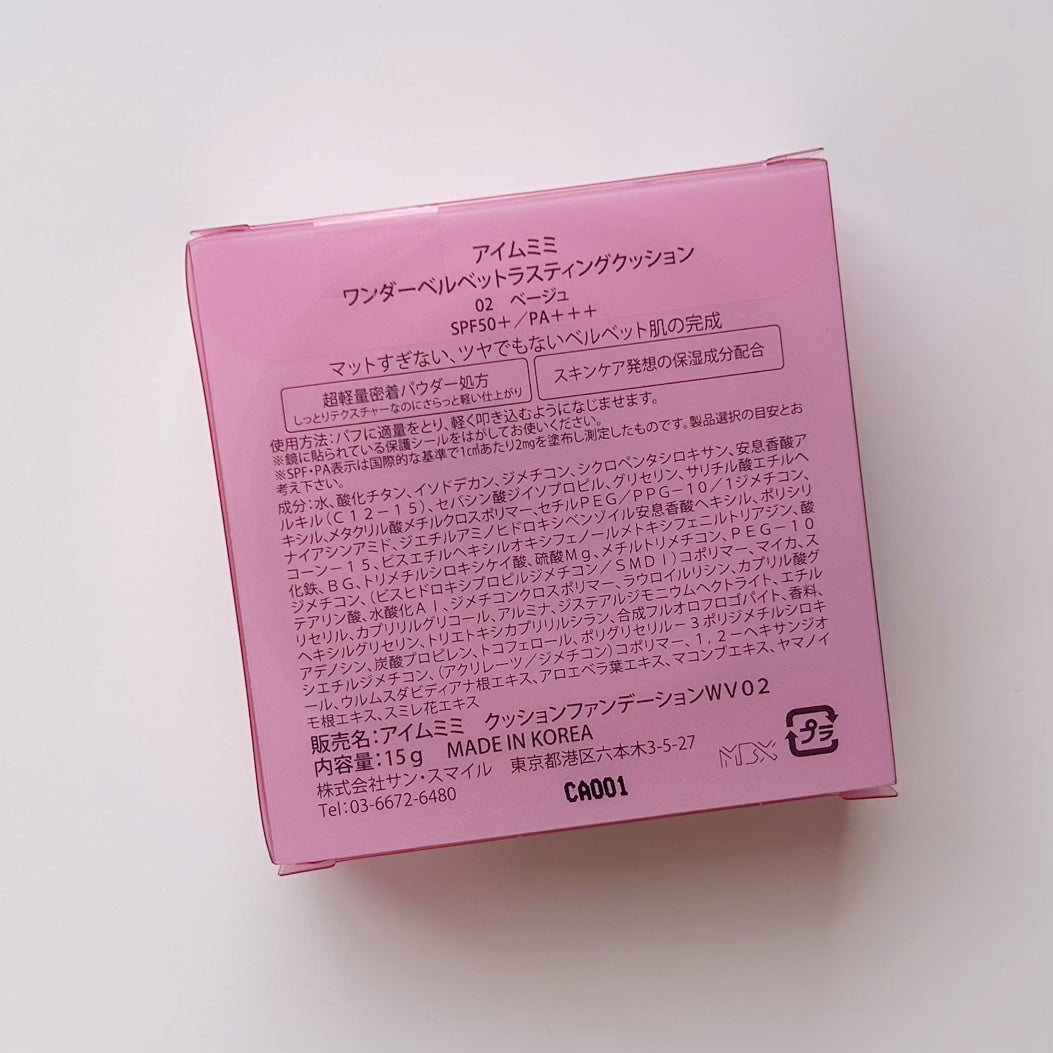 アイムミミ
ワンダーベルベットラスティングクッション
02　ベージュ
SPF50＋／PA＋＋＋
マットすぎない、ツヤでもないベルベット肌の完成
超軽量密着パウダー処方
しっとりテクスチャーなのにさらっと軽い仕上がり
スキンケア発想の保湿成分配合
使用方法：パフに適量をとり、軽く叩き込むようになじませます。
※鏡に貼られている保護シールをはがしてお使いください。
※SPF・PA表示は国際的な基準で1㎠あたり2㎎を塗布し測定したものです。製品選択の目安とお
考え下さい。
成分：水、酸化チタン、イソドデカン、ジメチコン、シクロペンタシロキサン、安息香酸ア
ルキル（C12－15）、セバシン酸ジイソプロピル、グリセリン、サリチル酸エチルヘ
キシル、メタクリル酸メチルクロスポリマー、セチルPEG／PPG－10／1ジメチコン、
ナイアシンアミド、ジエチルアミノヒドロキシベンゾイル安息香酸ヘキシル、ポリシリ
コーン－15、ビスエチルヘキシルオキシフェノールメトキシフェニルトリアジン、酸
化鉄、BG、トリメチルシロキシケイ酸、硫酸Mg、メチルトリメチコン、PEG－10
ジメチコン、（ビスヒドロキシプロピルジメチコン／SMDI）コポリマー、マイカ、ス
テアリン酸、水酸化Al、ジメチコンクロスポリマー、ラウロイルリシン、カプリル酸グ
リセリル、カプリリルグリコール、アルミナ、ジステアルジモニウムヘクトライト、エチル
ヘキシルグリセリン、トリエトキシカプリリルシラン、合成フルオロフロゴパイト、香料、
アデノシン、炭酸プロピレン、トコフェロール、ポリグリセリル－3ポリジメチルシロキ
シエチルジメチコン、（アクリレーツ／ジメチコン）コポリマー、1，2－ヘキサンジオ
ール、ウルムスダビディアナ根エキス、アロエベラ葉エキス、マコンブエキス、ヤマノイ
モ根エキス、スミレ花エキス
販売名：アイムミミ　クッションファンデーションWV02
内容量：15g　MADE IN KOREA
株式会社サン・スマイル　東京都港区六本木3-5-27
Tel：03-6672-6480
CA001
MBX
プラ